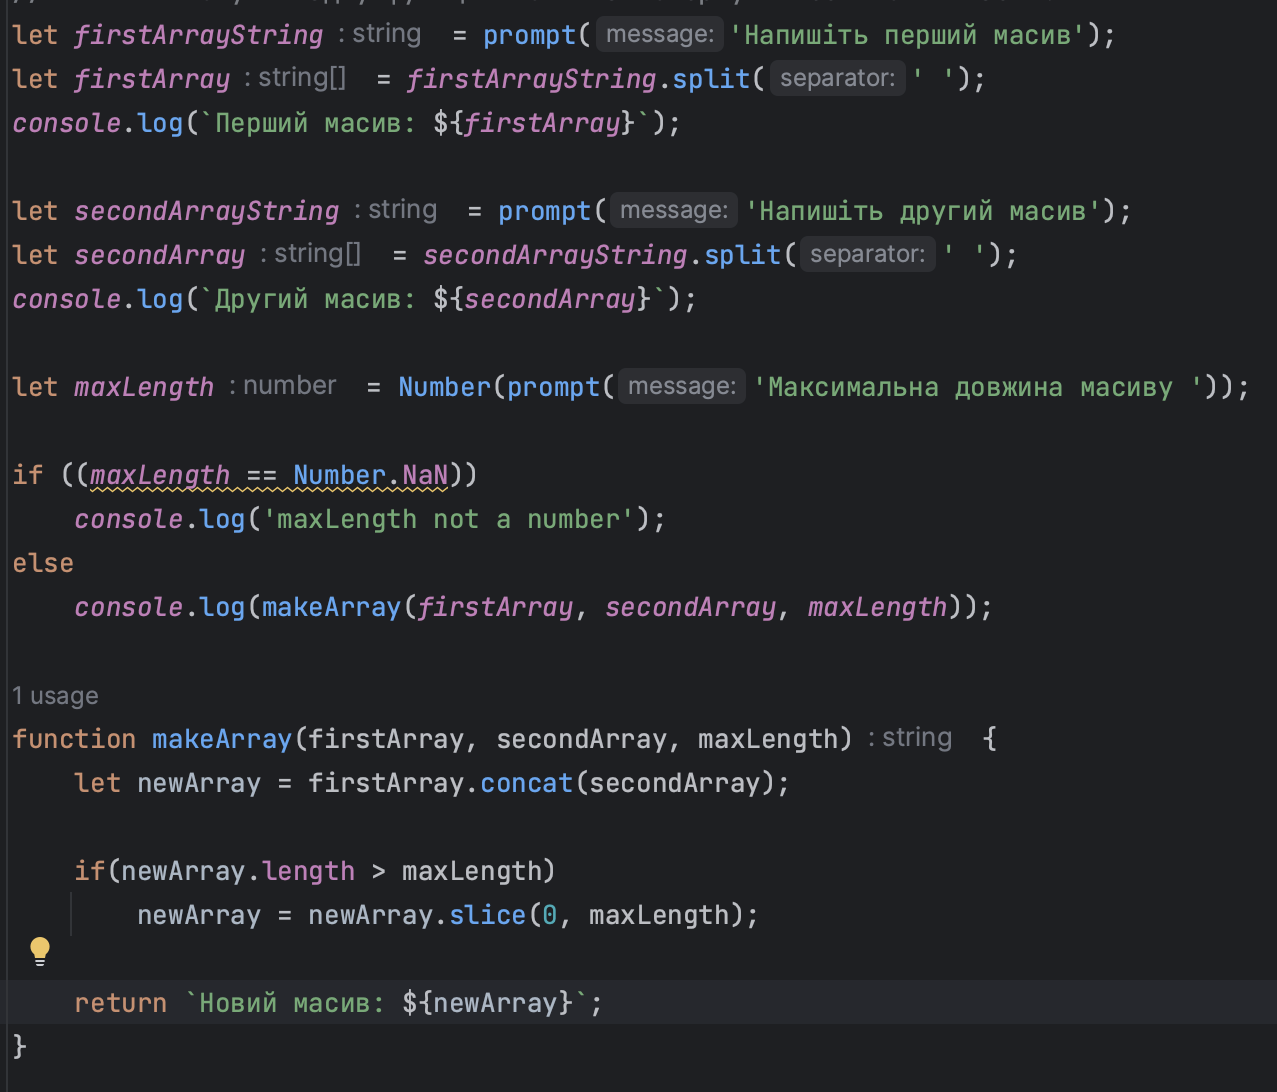 let firstArrayString : string = prompt( message: 'Напишіть перший масив');
let firstArray : string[] = firstArrayString.split( separator: ' ');
console.log(`Перший масив: ${firstArray}`);
let secondArrayString : string = prompt( message: 'Напишіть другий масив');
let secondArray : string[] = secondArrayString.split( separator: ' ');
console.log(`Другий масив: ${secondArray}`);
let maxLength : number = Number(prompt( message: 'Максимальна довжина масиву '));
if ((maxLength == Number.NaN))
console.log('maxLength not a number');
else
console.log(makeArray(firstArray, secondArray, maxLength));
1 usage
function makeArray(firstArray, secondArray, maxLength) : string {
let newArray = firstArray.concat(secondArray);
if(newArray.length > maxLength)
newArray = newArray.slice(0, maxLength);
return `Новий масив: ${newArray}`;
}